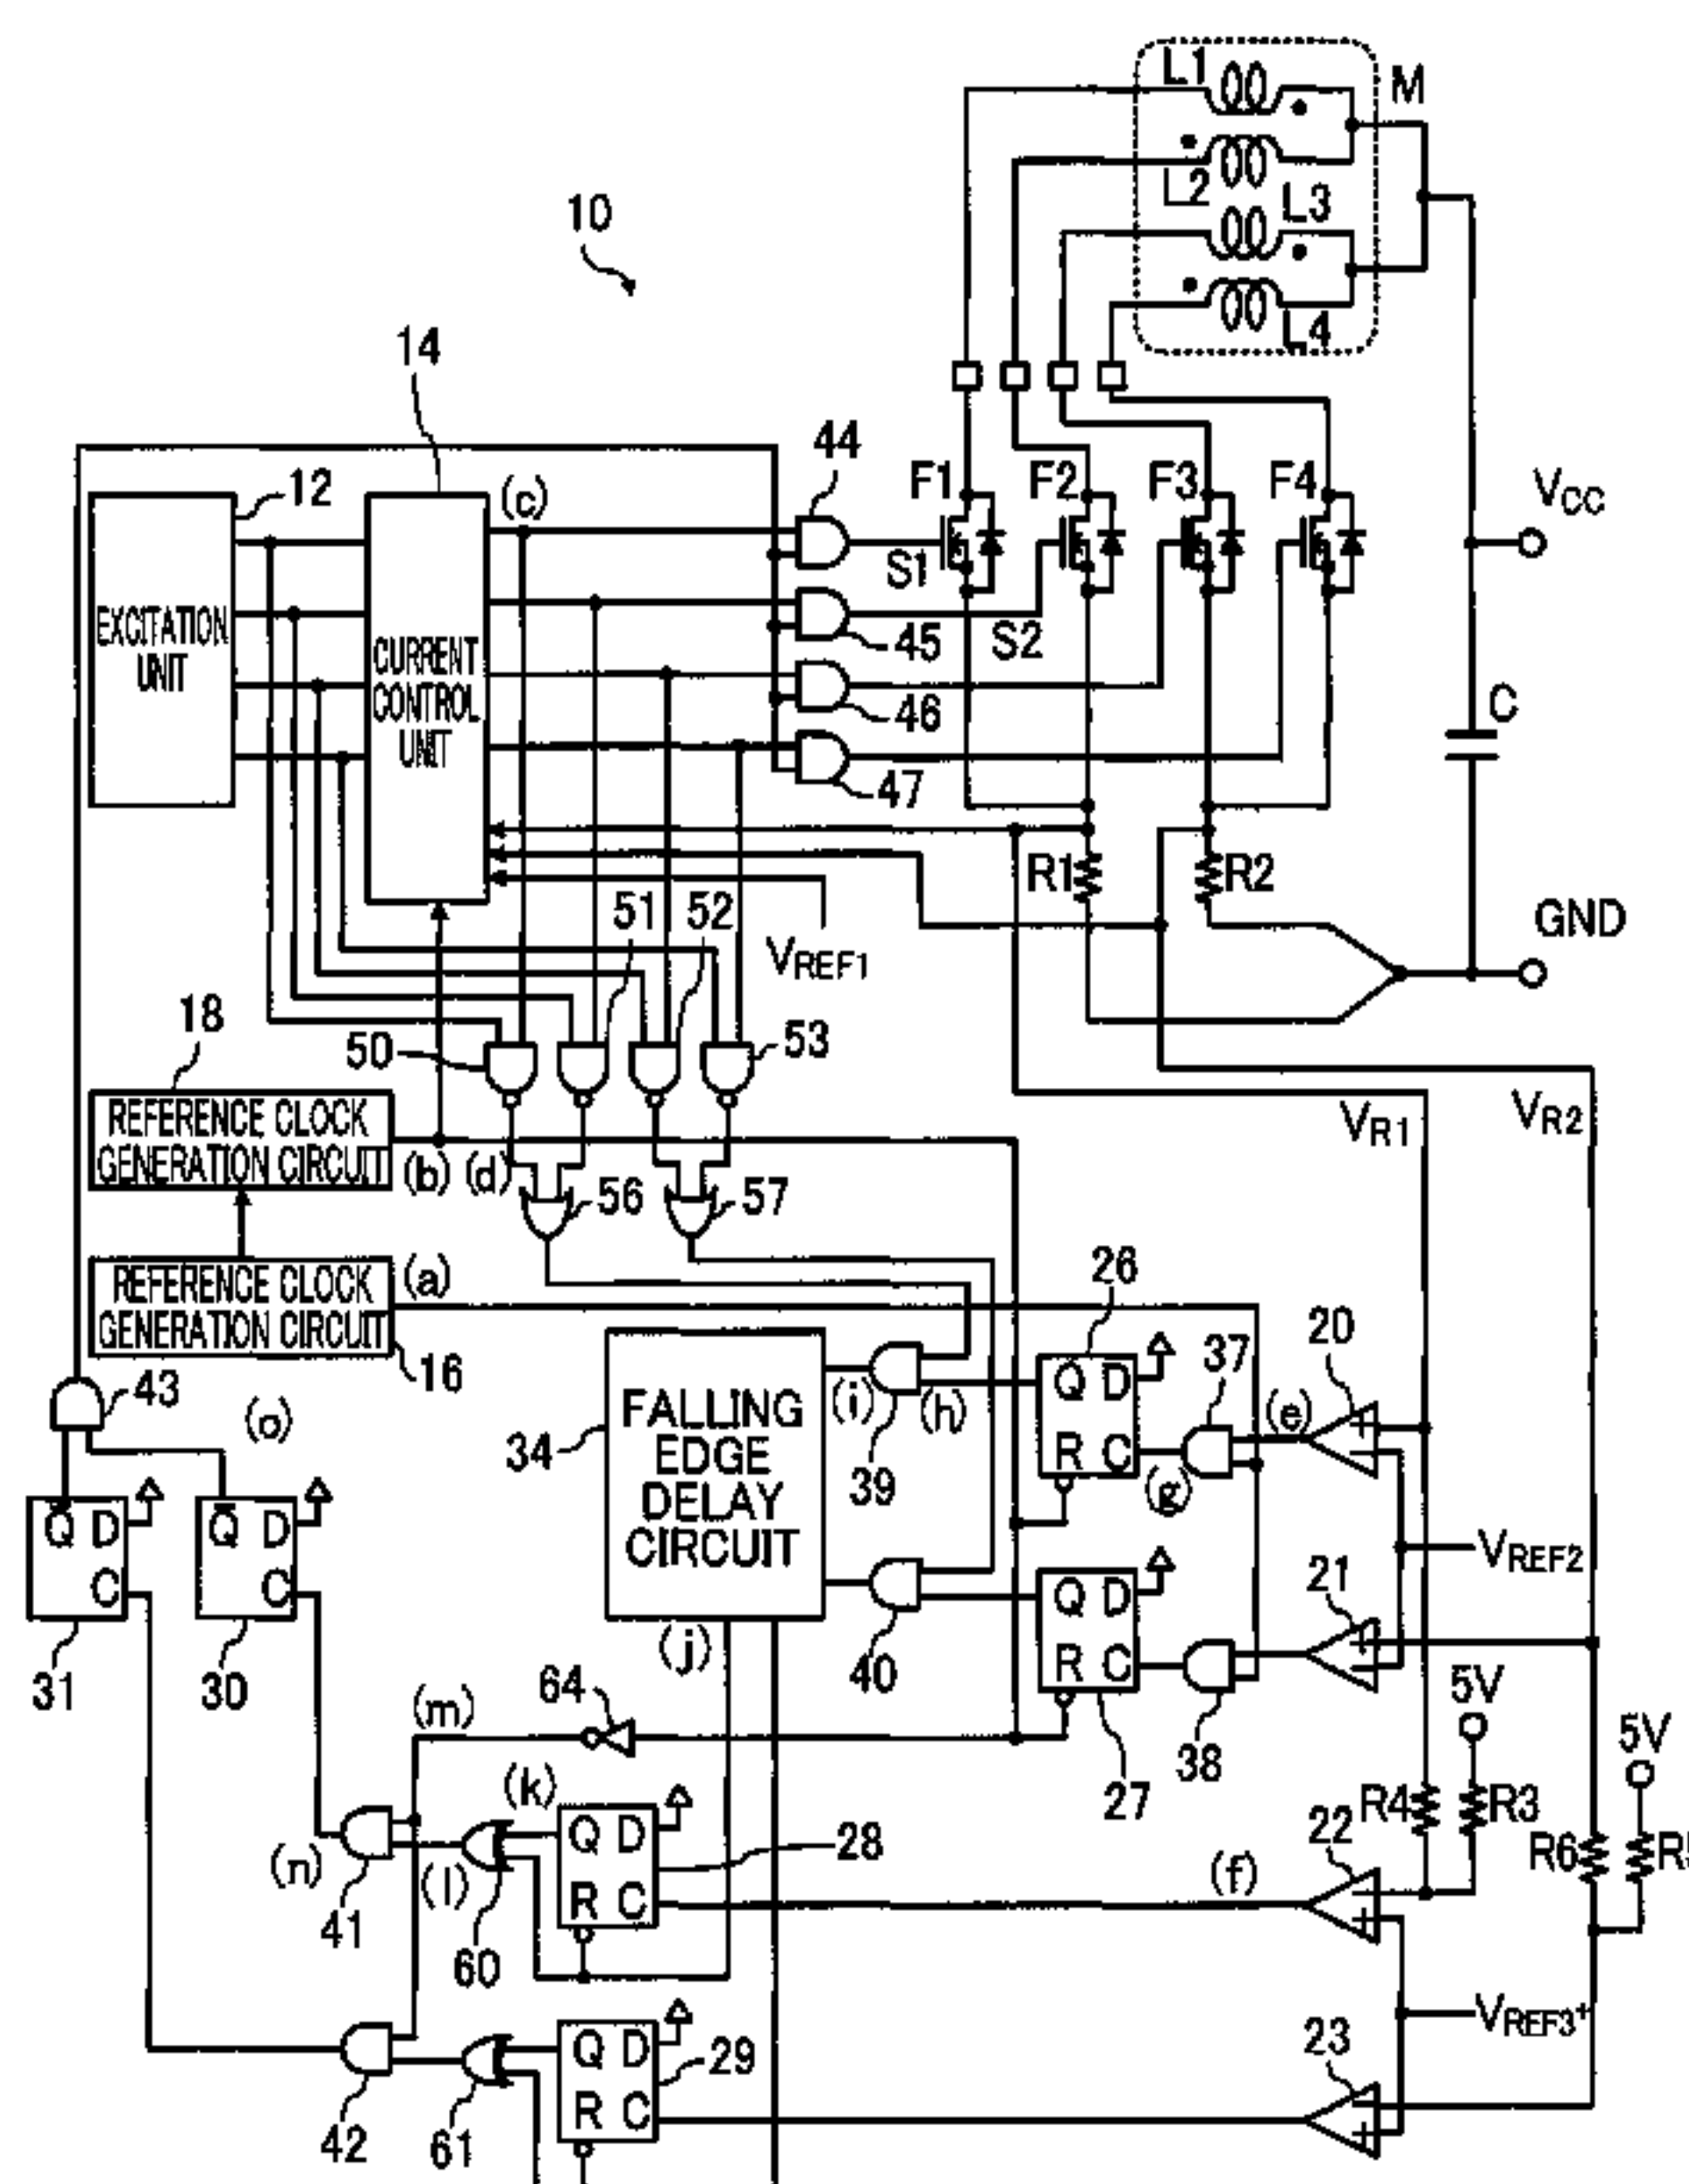 L1
M
L2
L3
L4
10
14
44
12
(c)
F1
F2
F3
F4
VCC
S1
EXCITATION
UNIT
CURRENT
CONTROL
UNIT
45
S2
46
C
47
R1
R2
51
52
VREF1
GND
18
50
53
REFERENCE CLOCK
GENERATION CIRCUIT
(b)
(d)
56
57
VR1
VR2
REFERENCE CLOCK
GENERATION CIRCUIT
(a)
16
26
37
20
43
(o)
FALLING
EDGE
DELAY
CIRCUIT
34
(i)
(h)
39
Q D
R C
(g)
(e)
Q D
C
Q D
C
VREF2
21
31
30
(j)
40
Q D
R C
38
27
5V
5V
(m)
64
(k)
R4
R3
22
R6
(n)
41
(l)
60
Q D
R C
28
(f)
VREF3+
23
42
61
Q D
R C
29